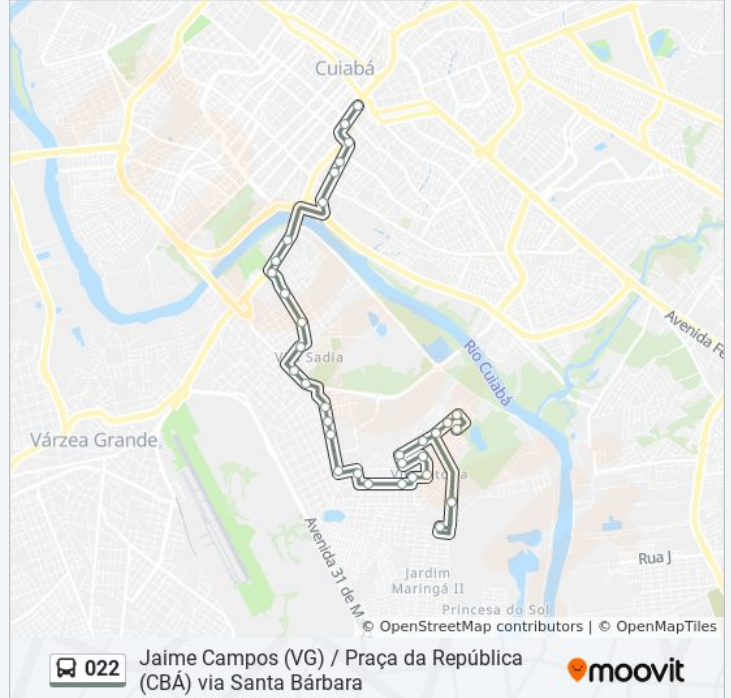 Cuiabá
Avenida Fe
Rio Cuiabá
Sadia
Várzea Grande
Avenida 31 de M
Rua J
Jardim
Maringá II
Princesa do Sol
© OpenStreetMap contributors | © OpenMapTiles
022
Jaime Campos (VG) / Praça da República
(CBÁ) via Santa Bárbara
moovit